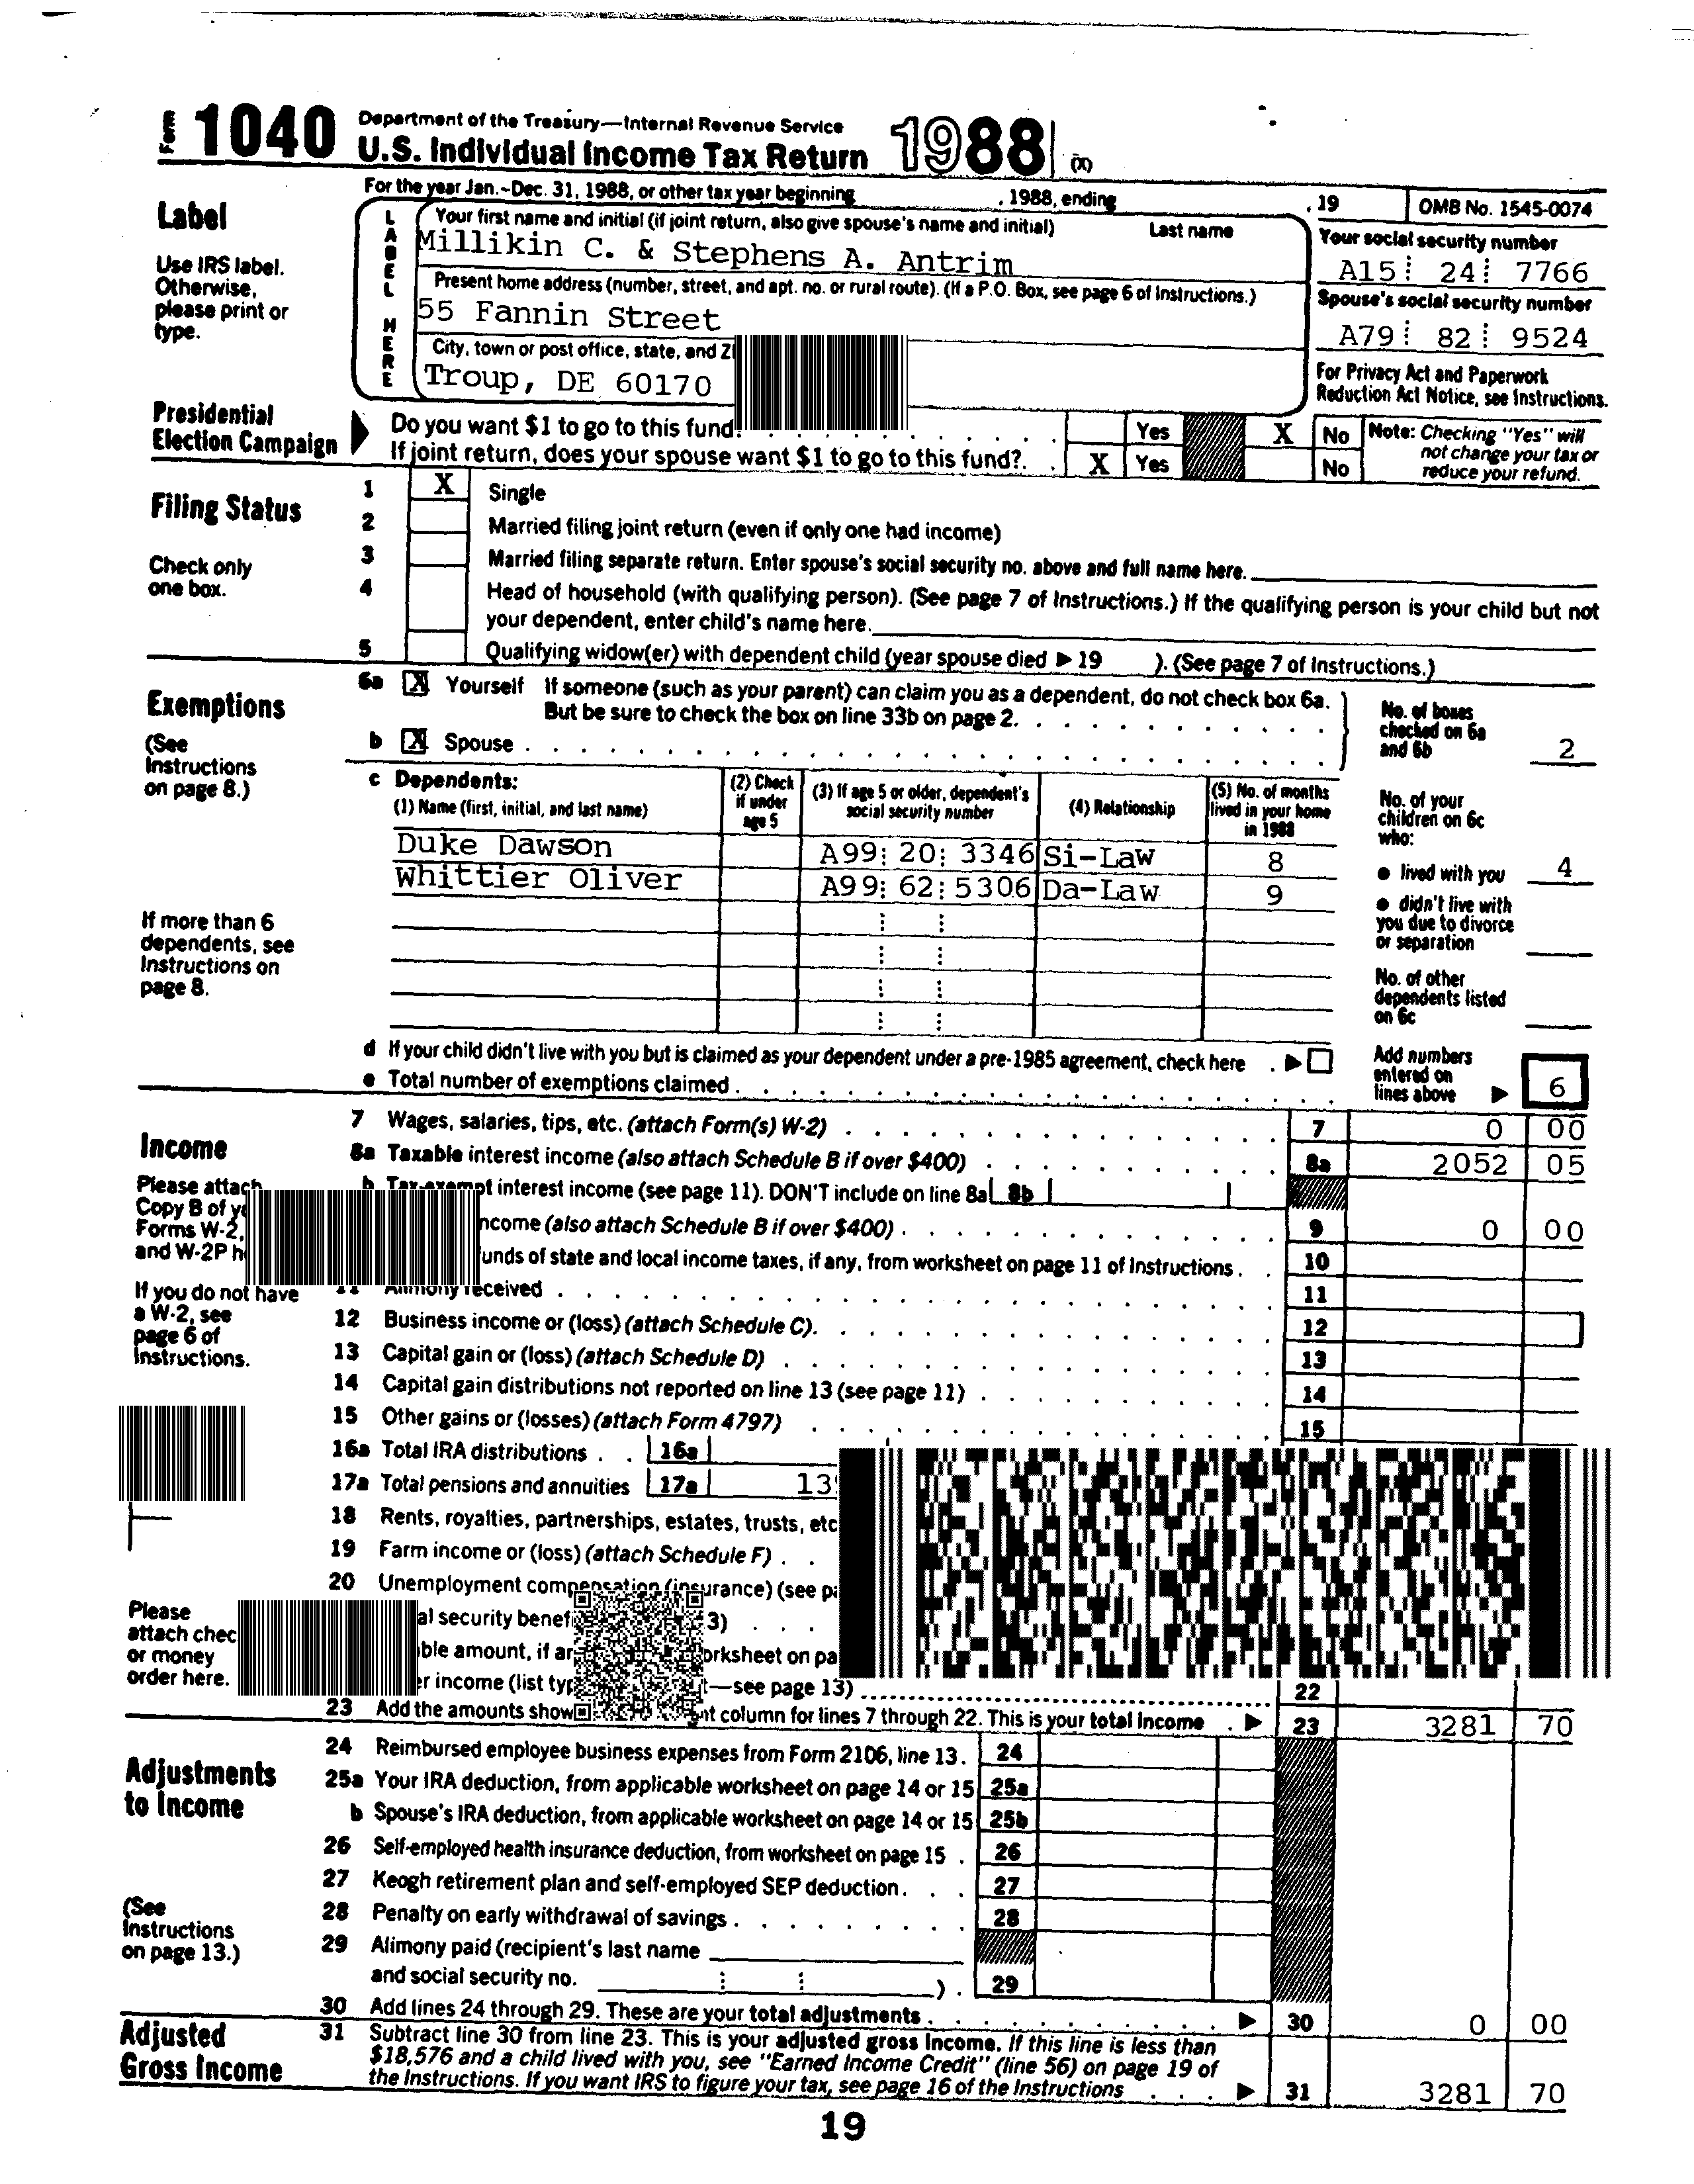 Form 1040 Department of the Treasury—Internal Revenue Service
U.S. Individual Income Tax Return 1988 (X)
For the year Jan.-Dec. 31, 1988, or other tax year beginning , 1988, ending , 19 OMB No. 1545-0074
Label
Use IRS label.
Otherwise,
please print or
type.
LABEL HERE
Your first name and initial (if joint return, also give spouse's name and initial) Last name
Millikin C. & Stephens A. Antrim
Your social security number
A15 24 7766
Present home address (number, street, and apt. no. or rural route). (If a P.O. Box, see page 6 of Instructions.)
55 Fannin Street
Spouse's social security number
A79 82 9524
City, town or post office, state, and
Troup, DE 60170
For Privacy Act and Paperwork
Reduction Act Notice, see Instructions.
Presidential
Election Campaign
Do you want $1 to go to this fund? Yes X No
If joint return, does your spouse want $1 to go to this fund?. X Yes No
Note: Checking "Yes" will
not change your tax or
reduce your refund.
Filing Status
Check only
one box.
1 X Single
2 Married filing joint return (even if only one had income)
3 Married filing separate return. Enter spouse's social security no. above and full name here.
4 Head of household (with qualifying person). (See page 7 of Instructions.) If the qualifying person is your child but not
your dependent, enter child's name here.
5 Qualifying widow(er) with dependent child (year spouse died ▶ 19 ). (See page 7 of Instructions.)
Exemptions
(See
Instructions
on page 8.)
6a X Yourself If someone (such as your parent) can claim you as a dependent, do not check box 6a.
But be sure to check the box on line 33b on page 2.
b X Spouse
No. of boxes
checked on 6a
and 6b 2
c Dependents:
(1) Name (first, initial, and last name)
(2) Check
if under
age 5
(3) If age 5 or older, dependent's
social security number
(4) Relationship
(5) No. of months
lived in your home
in 1988
Duke Dawson A99 20 3346 Si-Law 8
Whittier Oliver A99 62 5306 Da-Law 9
If more than 6
dependents, see
Instructions on
page 8.
No. of your
children on 6c
who:
● lived with you 4
● didn't live with
you due to divorce
or separation
No. of other
dependents listed
on 6c
d If your child didn't live with you but is claimed as your dependent under a pre-1985 agreement, check here ▶
e Total number of exemptions claimed
Add numbers
entered on
lines above ▶ 6
Income
Please attach
Copy B of
Forms W-2,
and W-2P
If you do not have
a W-2, see
page 6 of
Instructions.
Please
attach
or money
order here.
7 Wages, salaries, tips, etc. (attach Form(s) W-2) 7 0 00
8a Taxable interest income (also attach Schedule B if over $400) 8a 2052 05
b Tax-exempt interest income (see page 11). DON'T include on line 8a 8b
(also attach Schedule B if over $400) 9 0 00
of state and local income taxes, if any, from worksheet on page 11 of Instructions 10
11 Alimony received 11
12 Business income or (loss) (attach Schedule C). 12
13 Capital gain or (loss) (attach Schedule D) 13
14 Capital gain distributions not reported on line 13 (see page 11) 14
15 Other gains or (losses) (attach Form 4797) 15
16a Total IRA distributions 16a
17a Total pensions and annuities 17a
18 Rents, royalties, partnerships, estates, trusts,
19 Farm income or (loss) (attach Schedule F)
20 Unemployment compensation (insurance) (see
security
amount, if on
income (list —see page 13) 22
23 Add the amounts column for lines 7 through 22. This is your total income ▶ 23 3281 70
Adjustments
to Income
(See
Instructions
on page 13.)
24 Reimbursed employee business expenses from Form 2106, line 13. 24
25a Your IRA deduction, from applicable worksheet on page 14 or 15 25a
b Spouse's IRA deduction, from applicable worksheet on page 14 or 15 25b
26 Self-employed health insurance deduction, from worksheet on page 15 26
27 Keogh retirement plan and self-employed SEP deduction. 27
28 Penalty on early withdrawal of savings 28
29 Alimony paid (recipient's last name
and social security no. ) 29
30 Add lines 24 through 29. These are your total adjustments ▶ 30 0 00
Adjusted
Gross Income
31 Subtract line 30 from line 23. This is your adjusted gross income. If this line is less than
$18,576 and a child lived with you, see "Earned Income Credit" (line 56) on page 19 of
the Instructions. If you want IRS to figure your tax, see page 16 of the Instructions ▶ 31 3281 70
19